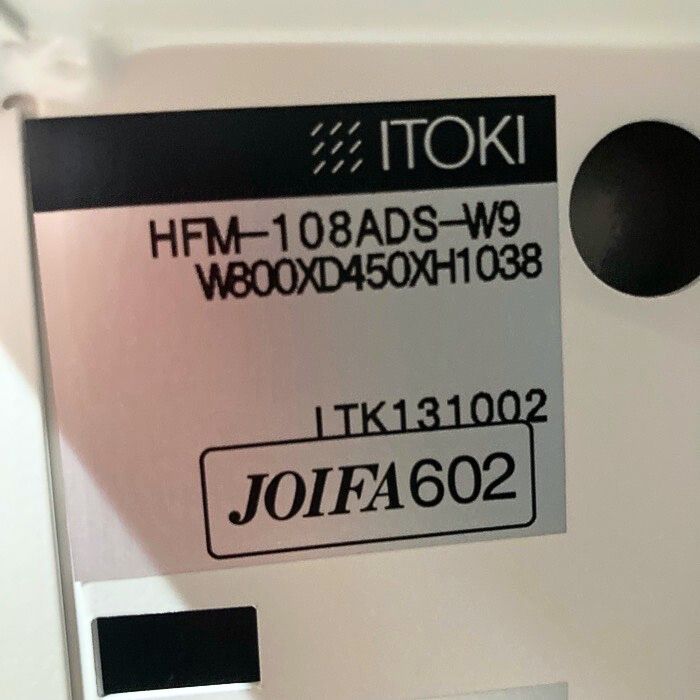 ITOKI
HFM-108ADS-W9
W800XD450XH1038
ITK131002
JOIFA602